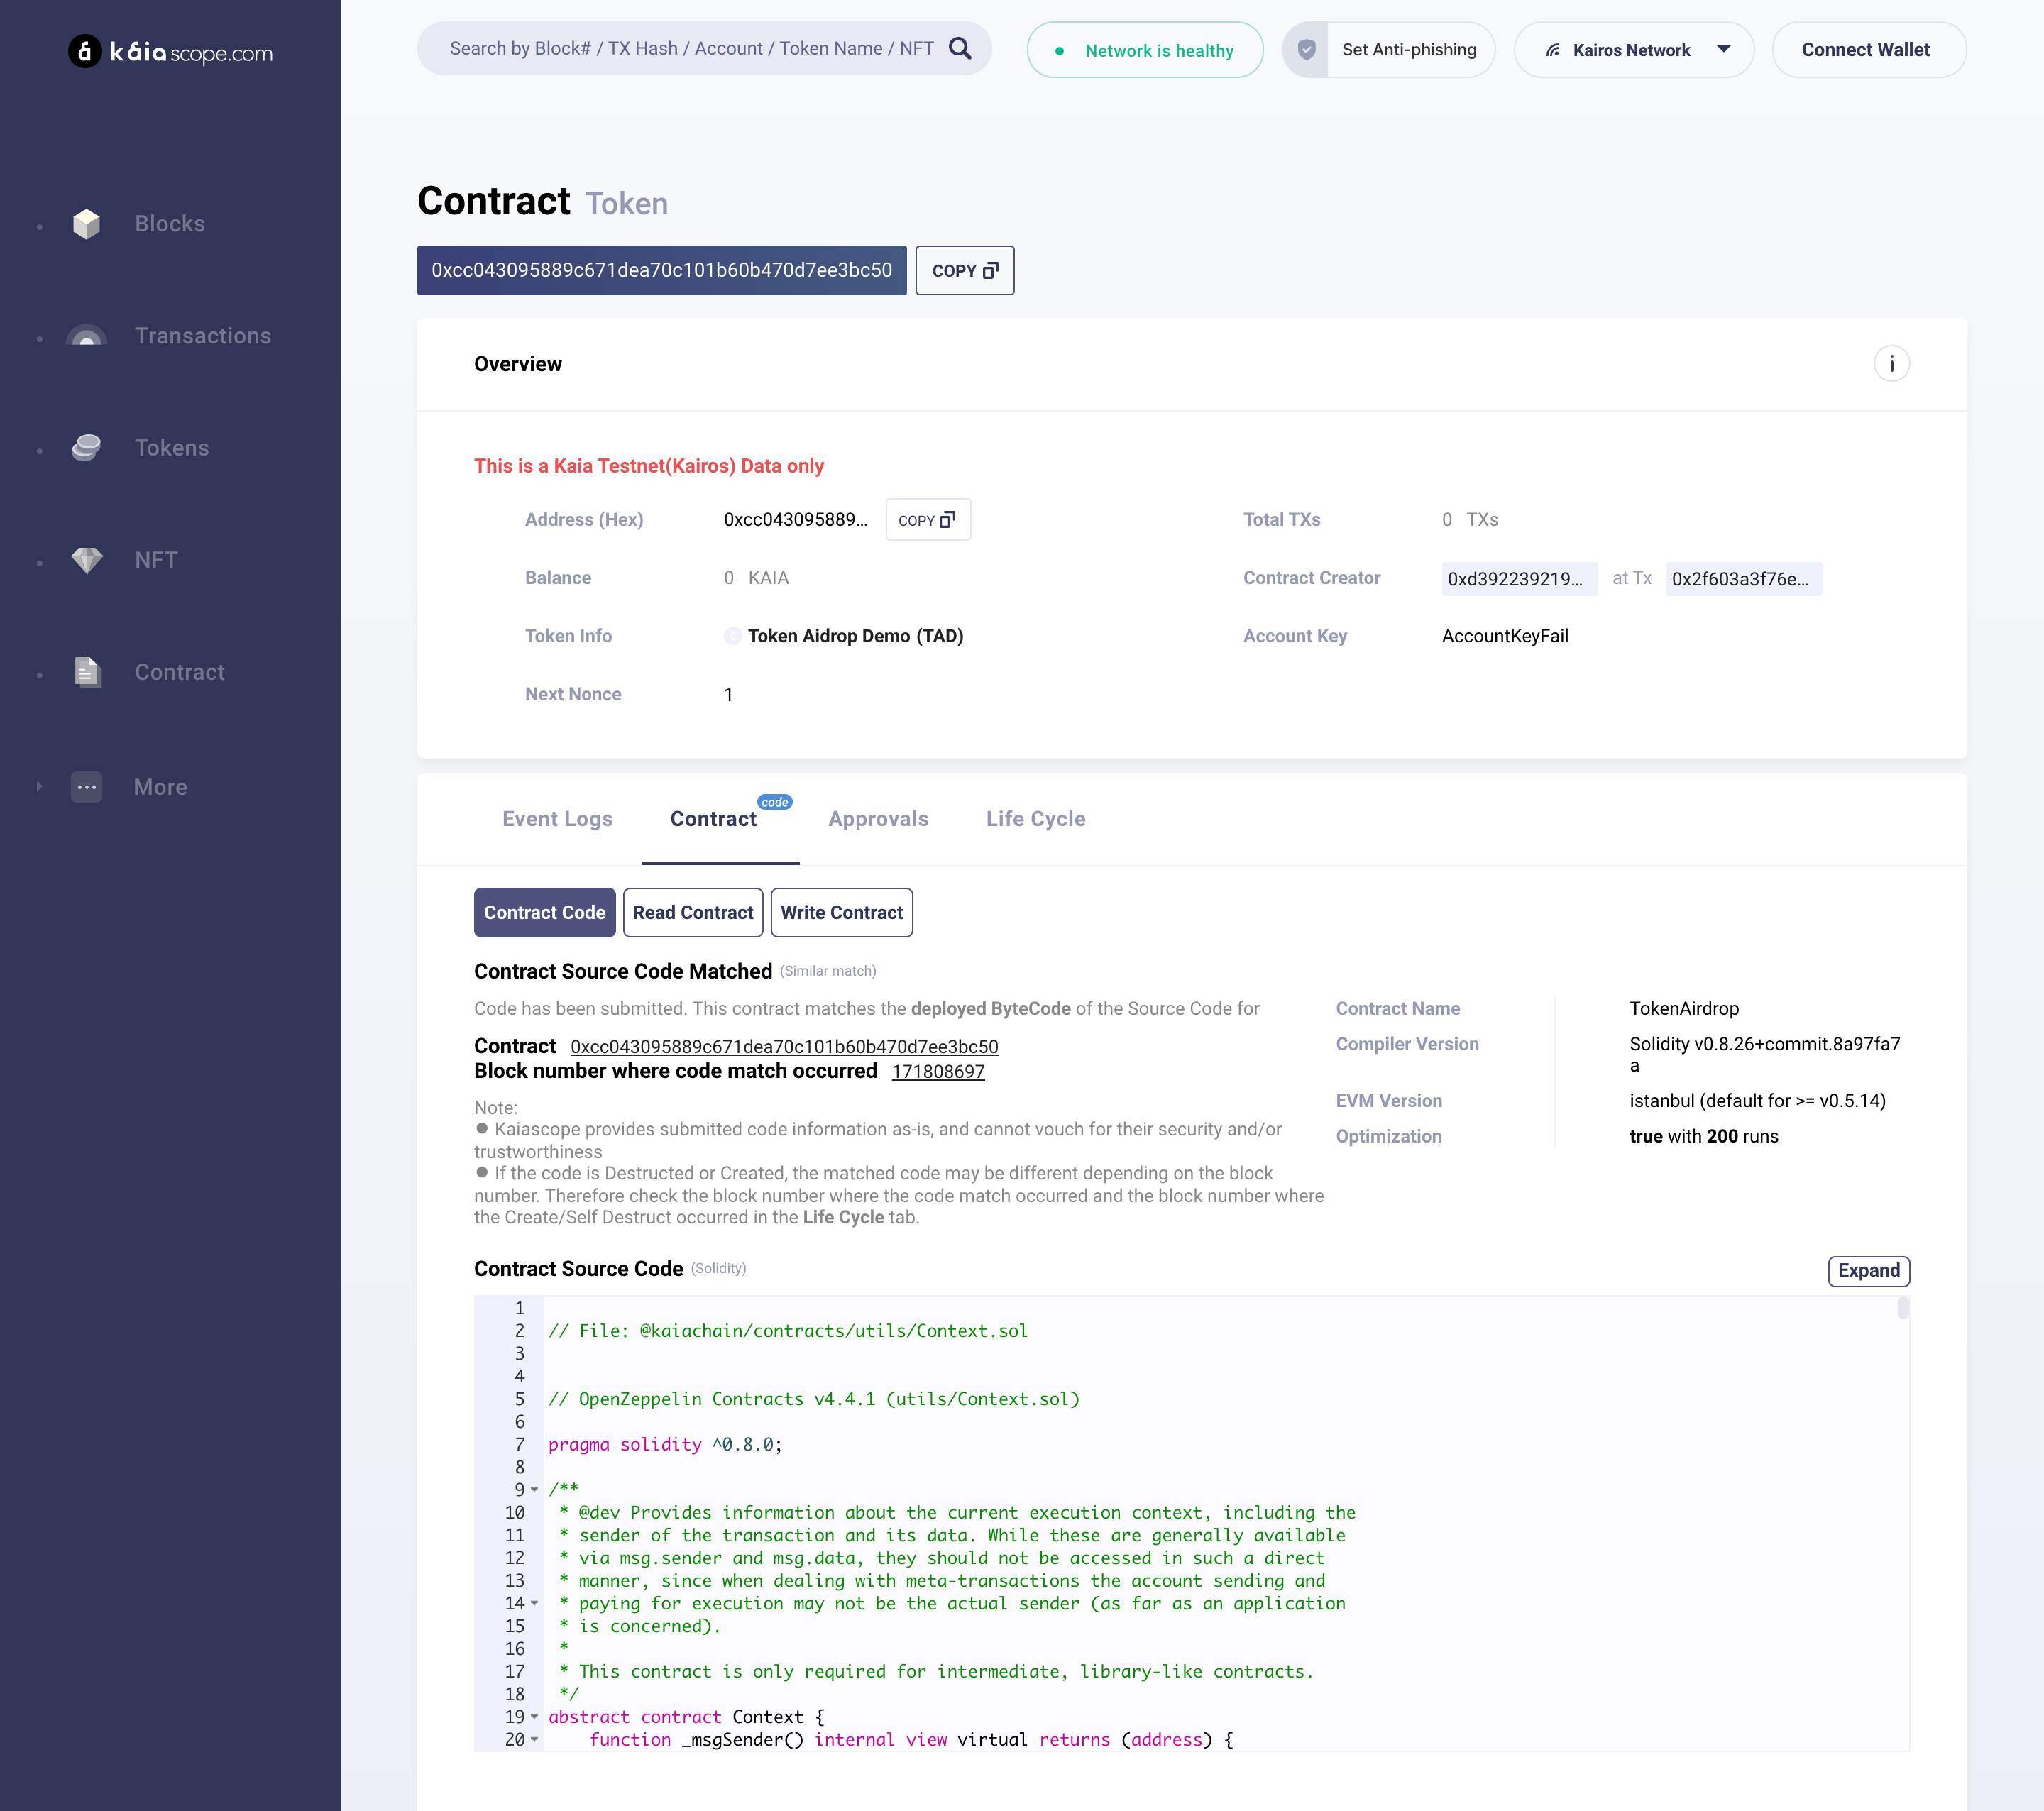 káia scope.com
Search by Block# / TX Hash / Account / Token Name / NFT
Network is healthy
Set Anti-phishing
Kairos Network
Connect Wallet
Blocks
Transactions
Tokens
NFT
Contract
More
Contract Token
0xcc043095889c671dea70c101b60b470d7ee3bc50
COPY
Overview
i
This is a Kaia Testnet(Kairos) Data only
Address (Hex) 0xcc043095889... COPY
Total TXs 0 TXs
Balance 0 KAIA
Contract Creator 0xd392239219... at Tx 0x2f603a3f76e...
Token Info Token Aidrop Demo (TAD)
Account Key AccountKeyFail
Next Nonce 1
Event Logs
Contract code
Approvals
Life Cycle
Contract Code
Read Contract
Write Contract
Contract Source Code Matched (Similar match)
Code has been submitted. This contract matches the deployed ByteCode of the Source Code for
Contract 0xcc043095889c671dea70c101b60b470d7ee3bc50
Block number where code match occurred 171808697
Note:
● Kaiascope provides submitted code information as-is, and cannot vouch for their security and/or
trustworthiness
● If the code is Destructed or Created, the matched code may be different depending on the block
number. Therefore check the block number where the code match occurred and the block number where
the Create/Self Destruct occurred in the Life Cycle tab.
Contract Name TokenAirdrop
Compiler Version Solidity v0.8.26+commit.8a97fa7
a
EVM Version istanbul (default for >= v0.5.14)
Optimization true with 200 runs
Contract Source Code (Solidity)
Expand
1
2 // File: @kaiachain/contracts/utils/Context.sol
3
4
5 // OpenZeppelin Contracts v4.4.1 (utils/Context.sol)
6
7 pragma solidity ^0.8.0;
8
9 /**
10 * @dev Provides information about the current execution context, including the
11 * sender of the transaction and its data. While these are generally available
12 * via msg.sender and msg.data, they should not be accessed in such a direct
13 * manner, since when dealing with meta-transactions the account sending and
14 * paying for execution may not be the actual sender (as far as an application
15 * is concerned).
16 *
17 * This contract is only required for intermediate, library-like contracts.
18 */
19 abstract contract Context {
20 function _msgSender() internal view virtual returns (address) {